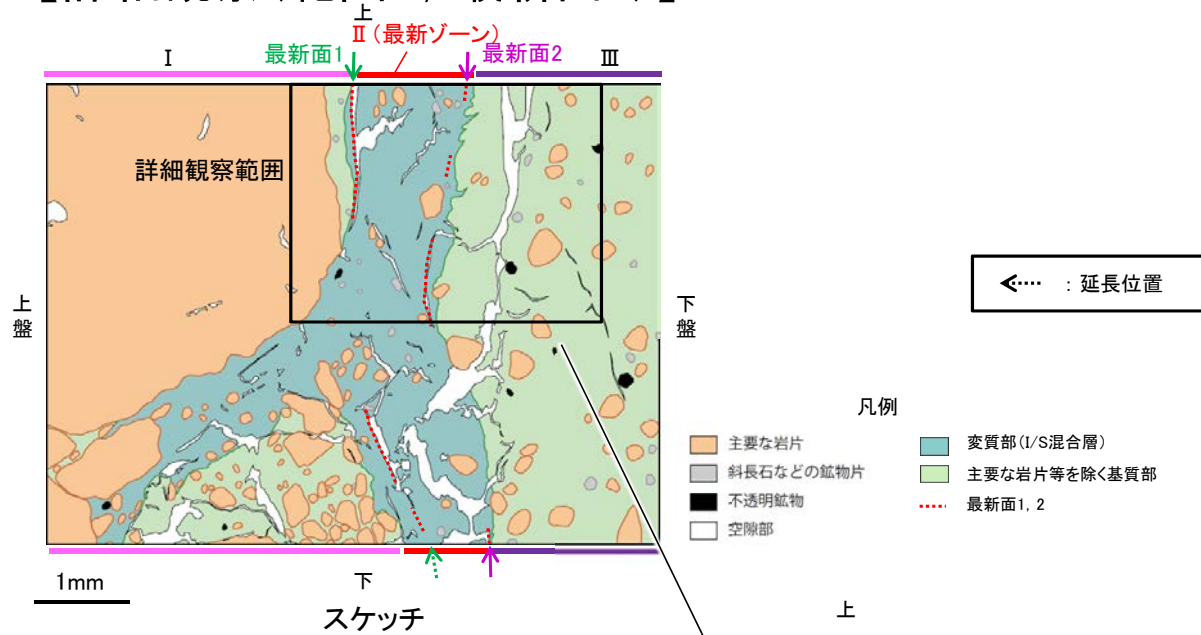 上
Ⅱ(最新ゾーン)
Ⅰ
最新面1
最新面2
Ⅲ
詳細観察範囲
上盤
下盤
: 延長位置
凡例
主要な岩片
斜長石などの鉱物片
不透明鉱物
空隙部
変質部(I/S混合層)
主要な岩片等を除く基質部
最新面1, 2
1mm
下
スケッチ
上